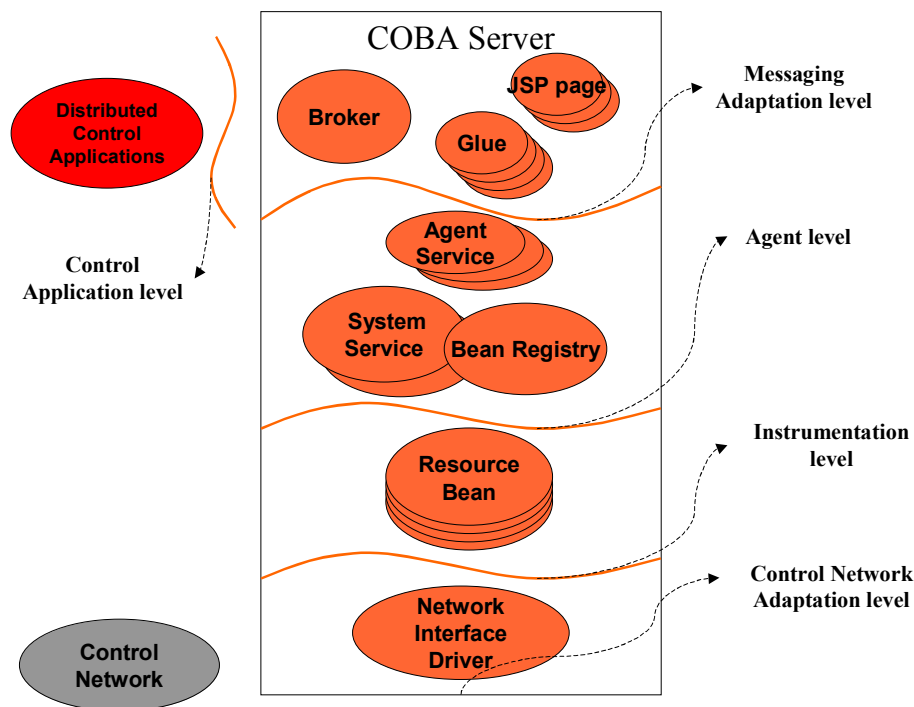 COBA Server
JSP page
Broker
Glue
Messaging
Adaptation level
Distributed
Control
Applications
Agent
Service
Agent level
Control
Application level
System
Service
Bean Registry
Instrumentation
level
Resource
Bean
Control Network
Adaptation level
Network
Interface
Driver
Control
Network